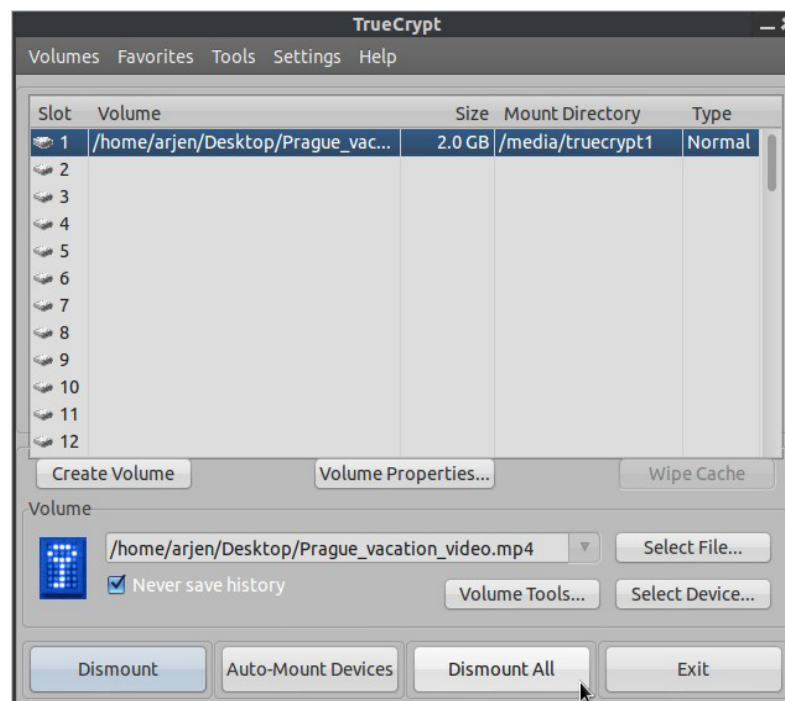 TrueCrypt
Volumes Favorites Tools Settings Help
Slot Volume Size Mount Directory Type
1 /home/arjen/Desktop/Prague_vac... 2.0 GB /media/truecrypt1 Normal
2
3
4
5
6
7
8
9
10
11
12
Create Volume Volume Properties... Wipe Cache
Volume
/home/arjen/Desktop/Prague_vacation_video.mp4 Select File...
Never save history Volume Tools... Select Device...
Dismount Auto-Mount Devices Dismount All Exit